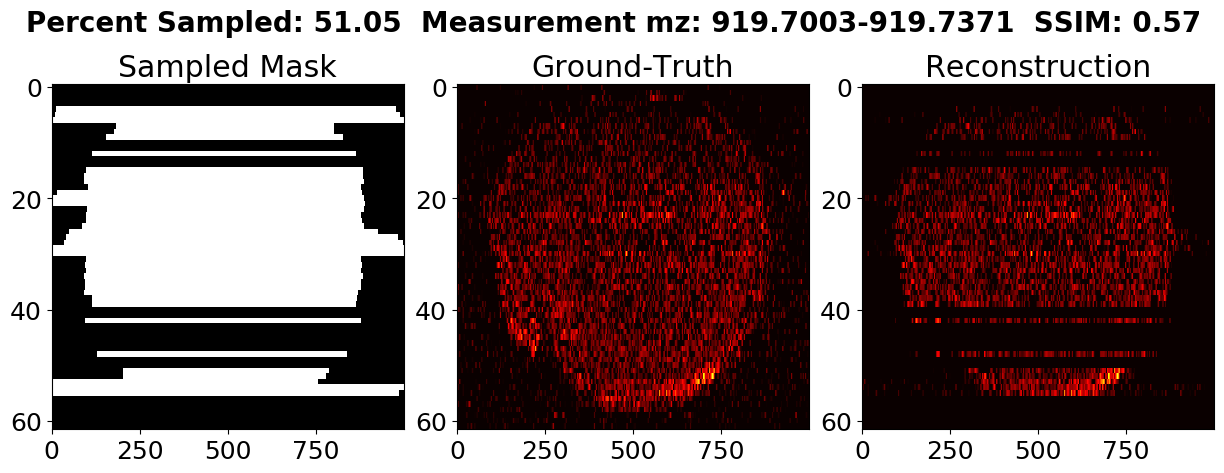 Percent Sampled: 51.05  Measurement mz: 919.7003-919.7371  SSIM: 0.57
Sampled Mask Ground-Truth Reconstruction
0 0 0
20 20 20
40 40 40
60 60 60
0 250 500 750 0 250 500 750 0 250 500 750